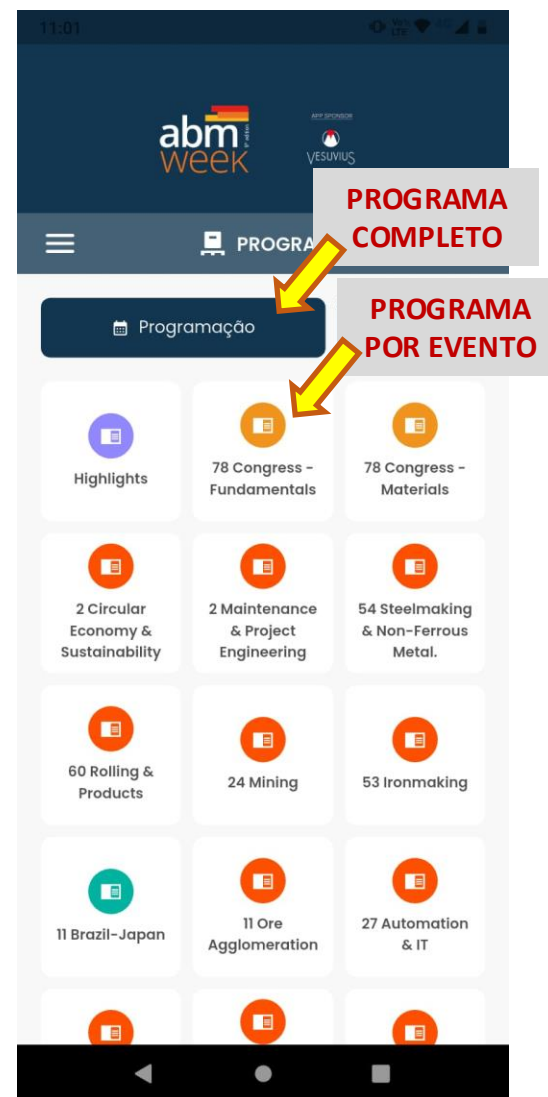 11:01
abm
week
APP SPONSOR
VESUVIUS
PROGRAMA
COMPLETO
PROGRA
Programação
PROGRAMA
POR EVENTO
Highlights
78 Congress -
Fundamentals
78 Congress -
Materials
2 Circular
Economy &
Sustainability
2 Maintenance
& Project
Engineering
54 Steelmaking
& Non-Ferrous
Metal.
60 Rolling &
Products
24 Mining
53 Ironmaking
11 Brazil-Japan
11 Ore
Agglomeration
27 Automation
& IT